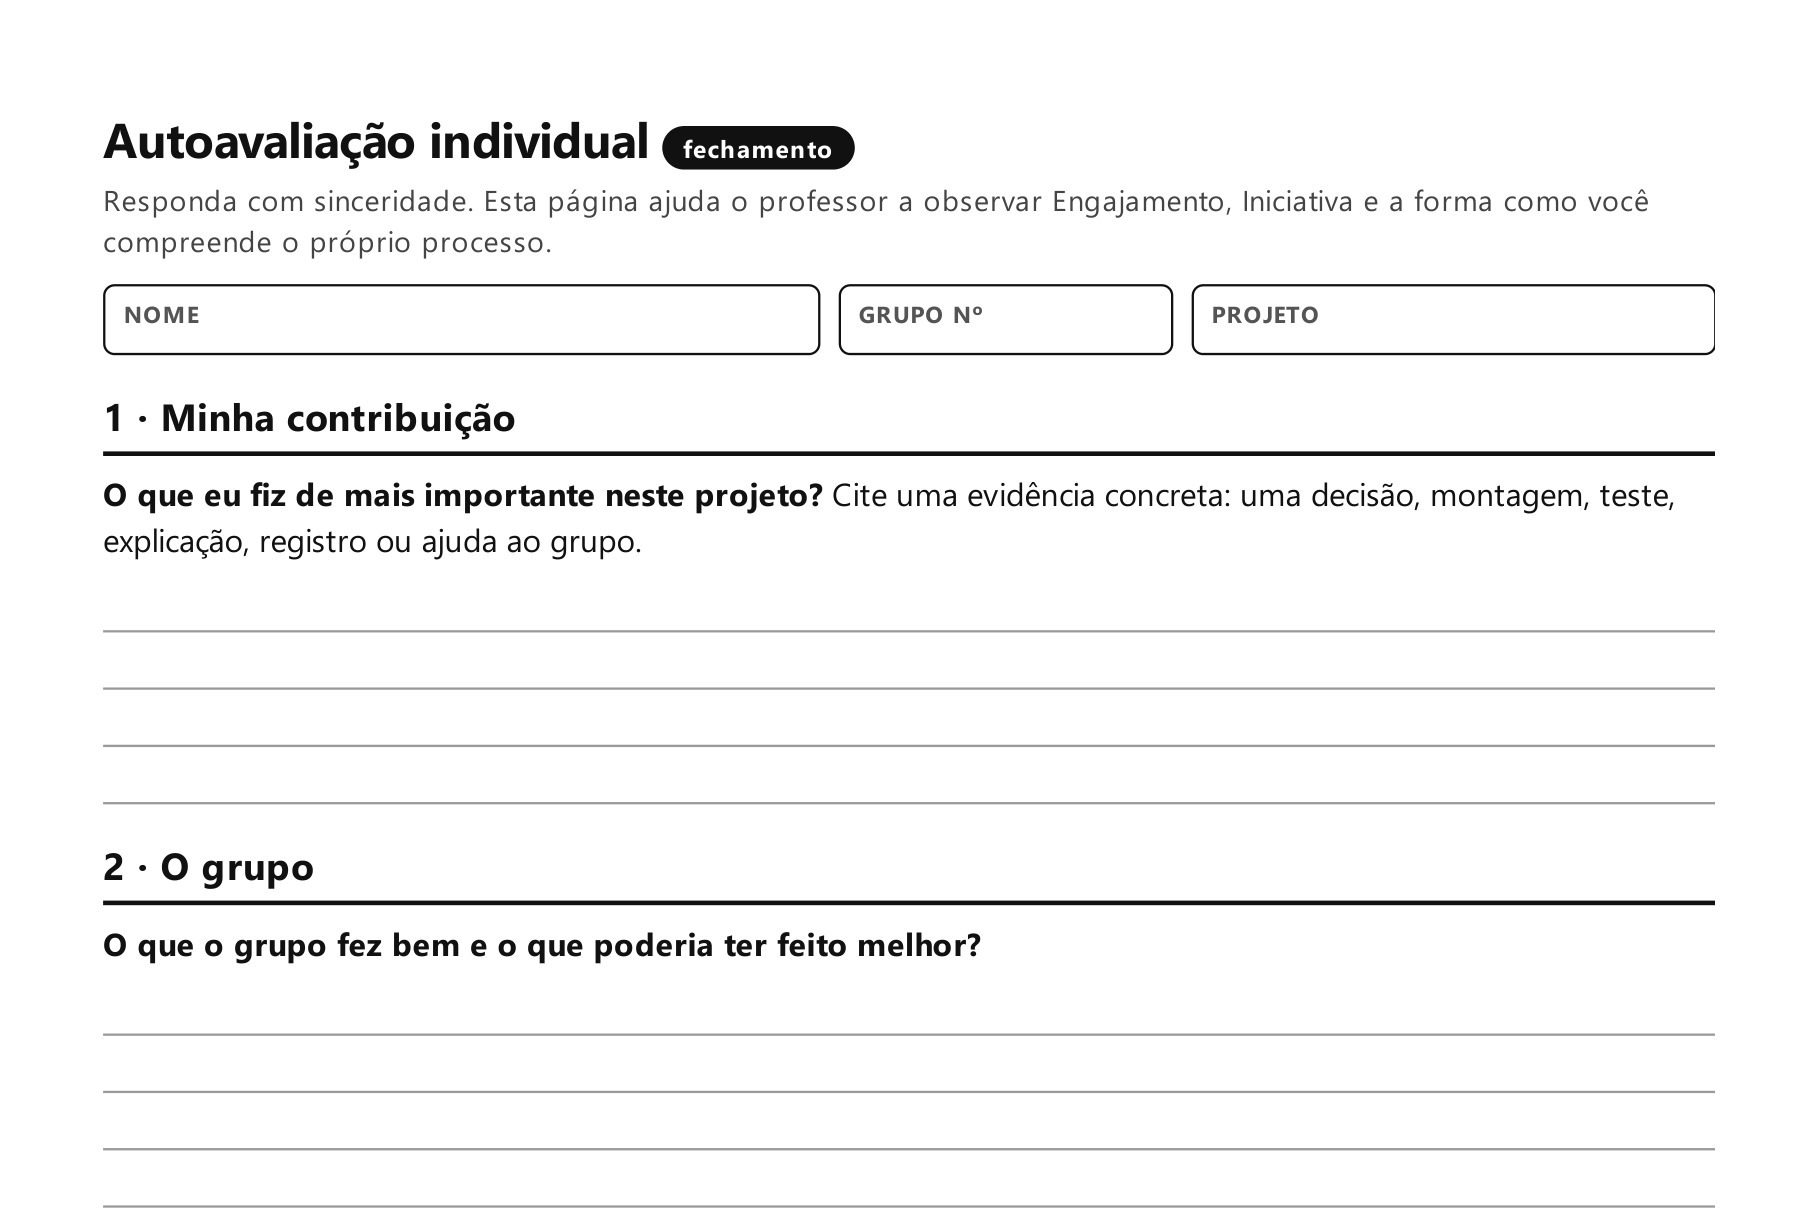 Autoavaliação individual fechamento
Responda com sinceridade. Esta página ajuda o professor a observar Engajamento, Iniciativa e a forma como você
compreende o próprio processo.
NOME GRUPO Nº PROJETO
1 · Minha contribuição
O que eu fiz de mais importante neste projeto? Cite uma evidência concreta: uma decisão, montagem, teste,
explicação, registro ou ajuda ao grupo.
2 · O grupo
O que o grupo fez bem e o que poderia ter feito melhor?